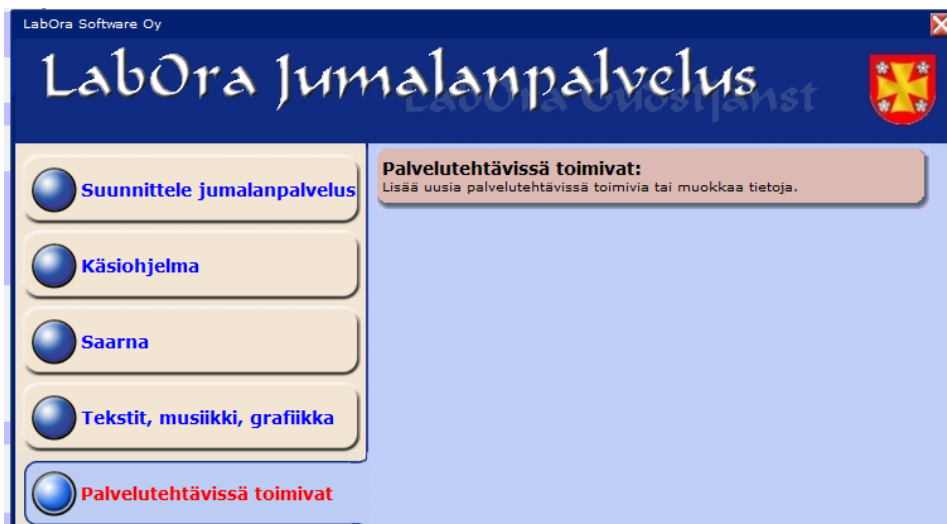 LabOra Software Oy
LabOra Jumalanpalvelus
LabOra Gudstjänst
Suunnittele jumalanpalvelus
Käsiohjelma
Saarna
Tekstit, musiikki, grafiikka
Palvelutehtävissä toimivat
Palvelutehtävissä toimivat:
Lisää uusia palvelutehtävissä toimivia tai muokkaa tietoja.